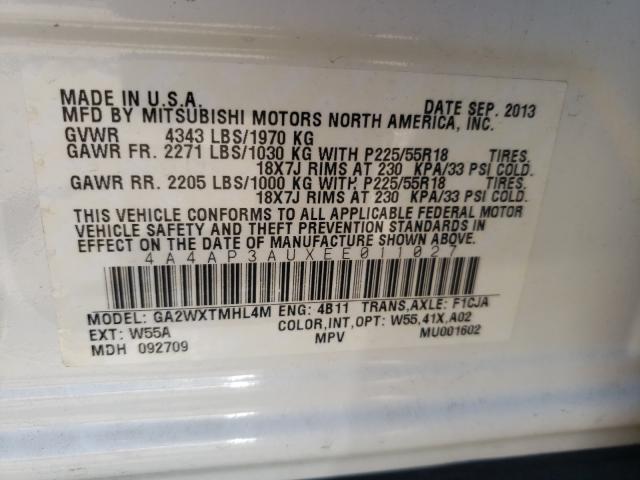 MADE IN U.S.A. DATE SEP. 2013
MFD BY MITSUBISHI MOTORS NORTH AMERICA, INC.
GVWR 4343 LBS/1970 KG
GAWR FR. 2271 LBS/1030 KG WITH P225/55R18 TIRES.
18X7J RIMS AT 230 KPA/33 PSI COLD.
GAWR RR. 2205 LBS/1000 KG WITH P225/55R18 TIRES.
18X7J RIMS AT 230 KPA/33 PSI COLD.
THIS VEHICLE CONFORMS TO ALL APPLICABLE FEDERAL MOTOR
VEHICLE SAFETY AND THEFT PREVENTION STANDARDS IN
EFFECT ON THE DATE OF MANUFACTURE SHOWN ABOVE.
4A4AP3AUXEE011027
MODEL: GA2WXTMHL4M ENG: 4B11 TRANS,AXLE: F1CJA
EXT: W55A COLOR,INT,OPT: W55,41X,A02
MDH 092709 MPV MU001602